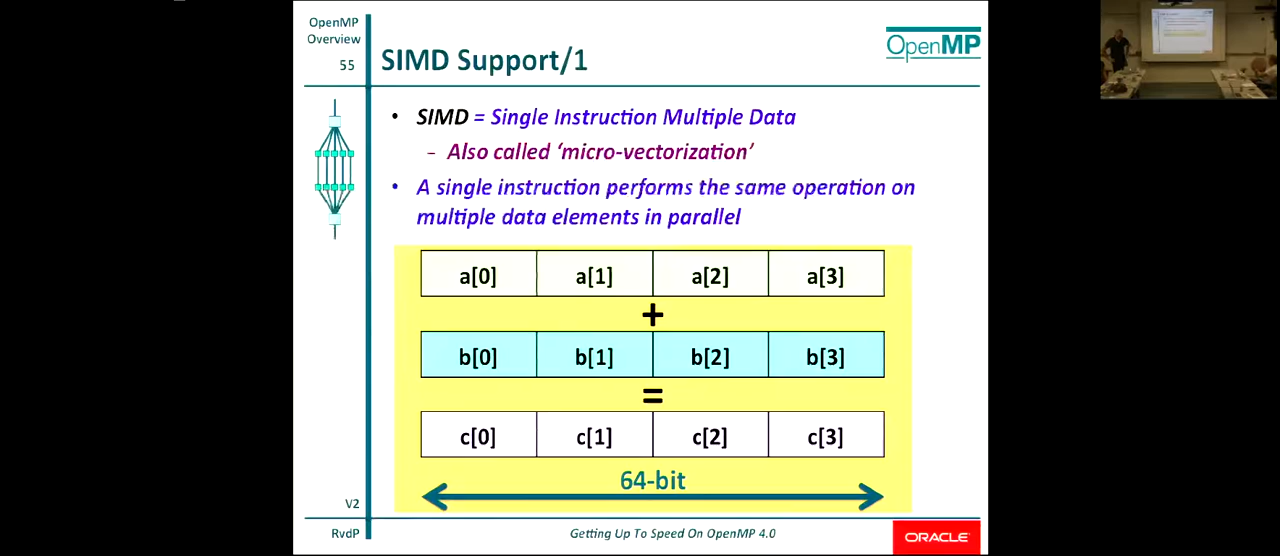 OpenMP
Overview
55
SIMD Support/1
OpenMP
• SIMD = Single Instruction Multiple Data
– Also called ‘micro-vectorization’
• A single instruction performs the same operation on
multiple data elements in parallel
a[0] a[1] a[2] a[3]
+
b[0] b[1] b[2] b[3]
=
c[0] c[1] c[2] c[3]
64-bit
V2
RvdP
Getting Up To Speed On OpenMP 4.0
ORACLE